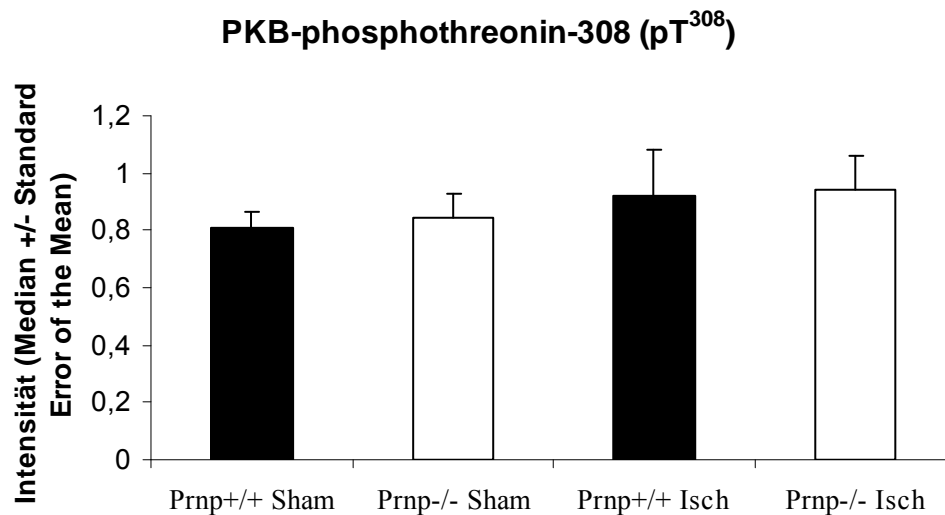 PKB-phosphothreonin-308 (pT308)
Intensität (Median +/- Standard
Error of the Mean)
1,2
1
0,8
0,6
0,4
0,2
0
Prnp+/+ Sham
Prnp-/- Sham
Prnp+/+ Isch
Prnp-/- Isch